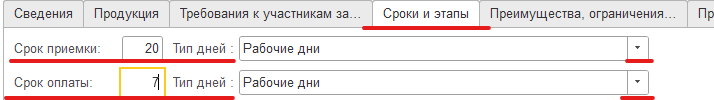 Сведения Продукция Требования к участникам за... Сроки и этапы Преимущества, ограничения... Пр
Срок приемки: 20 Тип дней : Рабочие дни
Срок оплаты: 7 Тип дней : Рабочие дни